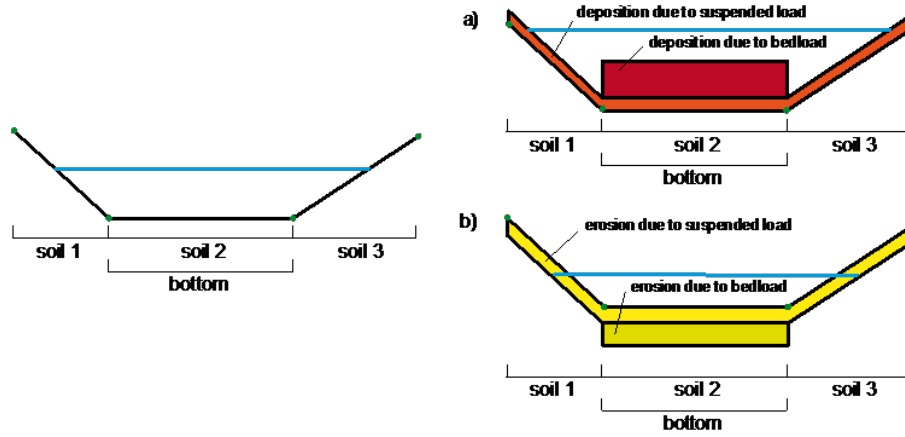 soil 1 soil 2 soil 3
bottom
a)
deposition due to suspended load
deposition due to bedload
soil 1 soil 2 soil 3
bottom
b)
erosion due to suspended load
erosion due to bedload
soil 1 soil 2 soil 3
bottom